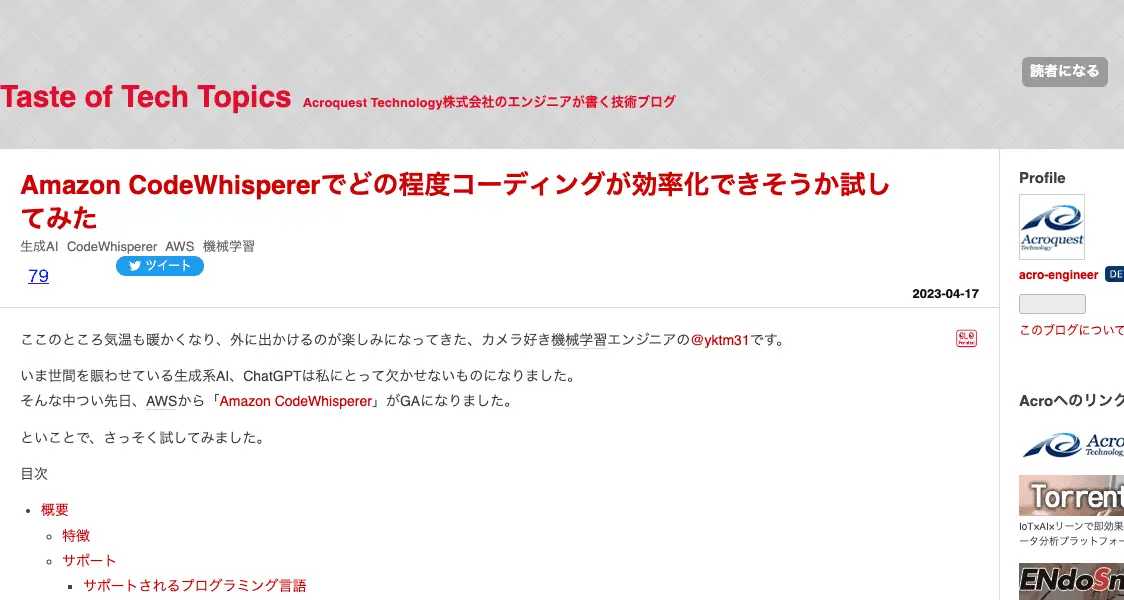 読者になる
Taste of Tech Topics Acroquest Technology株式会社のエンジニアが書く技術ブログ
Amazon CodeWhispererでどの程度コーディングが効率化できそうか試し
てみた
生成AI CodeWhisperer AWS 機械学習
79
ツイート
2023-04-17
ここのところ気温も暖かくなり、外に出かけるのが楽しみになってきた、カメラ好き機械学習エンジニアの@yktm31です。
いま世間を賑わせている生成系AI、ChatGPTは私にとって欠かせないものになりました。
そんな中つい先日、AWSから「Amazon CodeWhisperer」がGAになりました。
といことで、さっそく試してみました。
目次
概要
特徴
サポート
サポートされるプログラミング言語
Profile
Acroquest
Technology
acro-engineer DE
このブログについて
Acroへのリンク
Acro
Technolog
Torrent
IoT×AI×リーンで即効果
ータ分析プラットフォー
ENdoSn